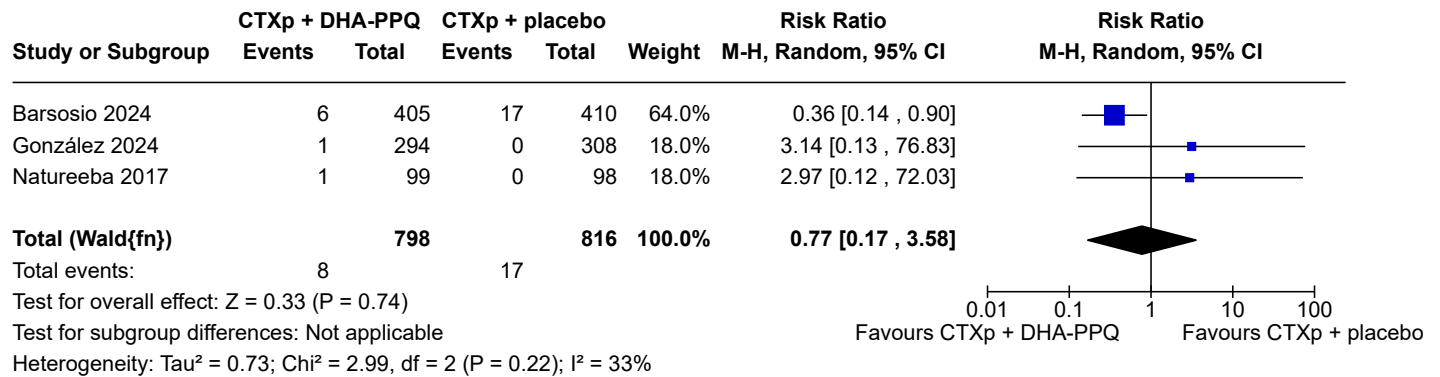 CTXp + DHA-PPQ CTXp + placebo Risk Ratio Risk Ratio
Study or Subgroup Events Total Events Total Weight M-H, Random, 95% CI M-H, Random, 95% CI
Barsosio 2024 6 405 17 410 64.0% 0.36 [0.14 , 0.90]
González 2024 1 294 0 308 18.0% 3.14 [0.13 , 76.83]
Natureeba 2017 1 99 0 98 18.0% 2.97 [0.12 , 72.03]
Total (Wald{fn}) 798 816 100.0% 0.77 [0.17 , 3.58]
Total events: 8 17
Test for overall effect: Z = 0.33 (P = 0.74)
0.01 0.1 1 10 100
Test for subgroup differences: Not applicable
Favours CTXp + DHA-PPQ Favours CTXp + placebo
Heterogeneity: Tau² = 0.73; Chi² = 2.99, df = 2 (P = 0.22); I² = 33%